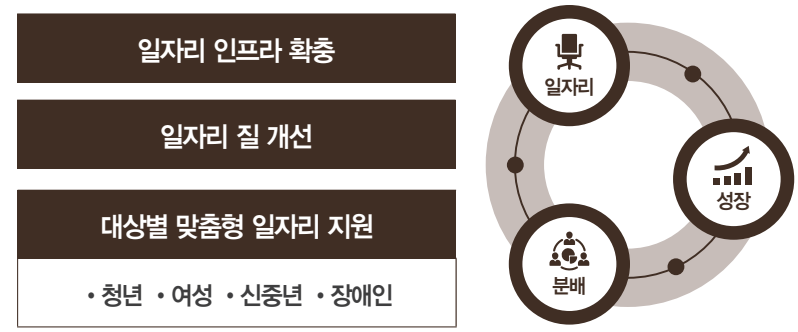 일자리 인프라 확충
일자리 질 개선
대상별 맞춤형 일자리 지원
• 청년 • 여성 • 신중년 • 장애인
일자리
성장
분배